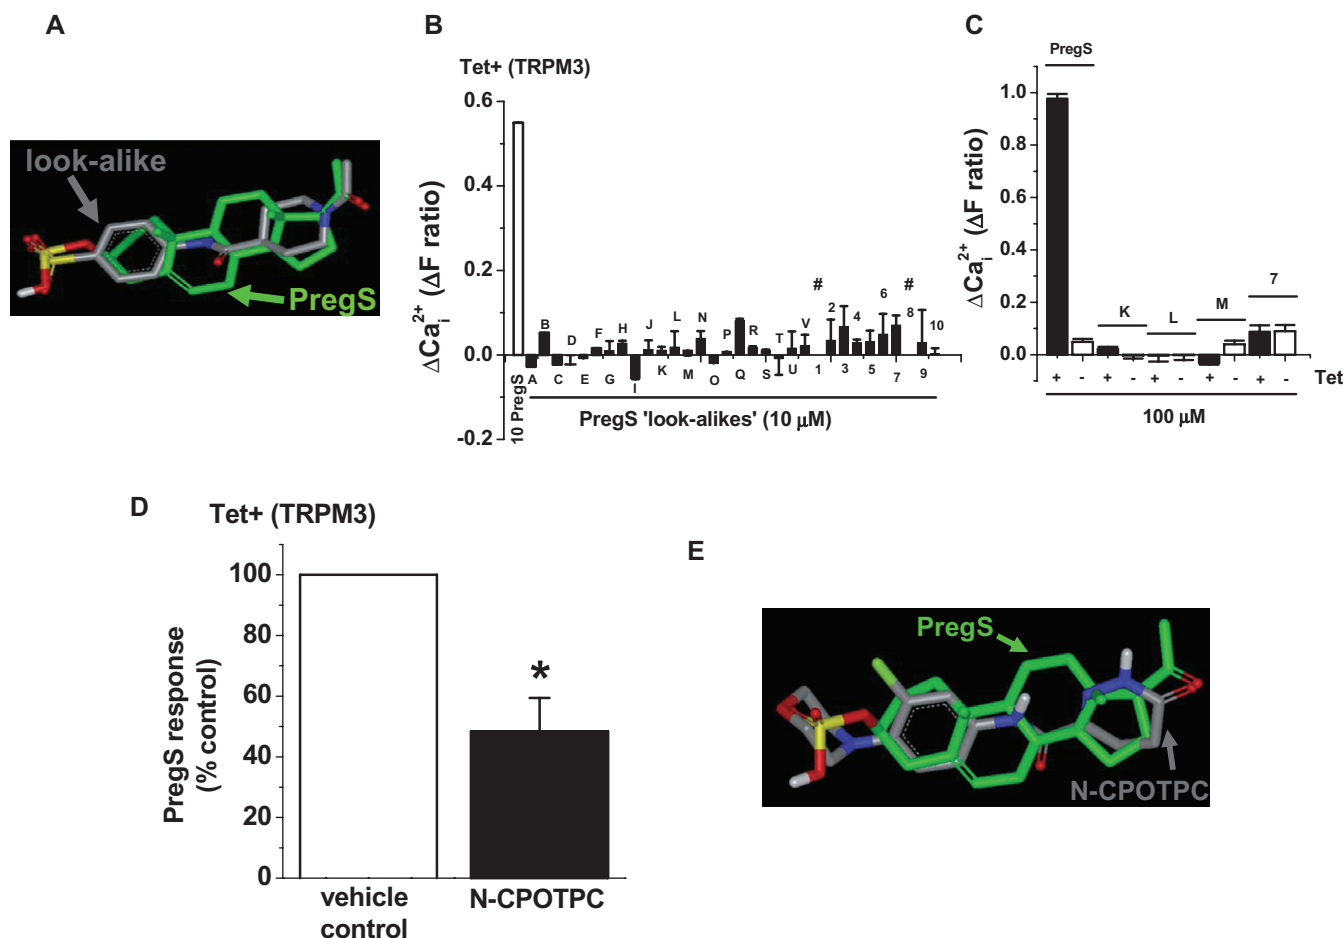 A
look-alike
PregS
B
Tet+ (TRPM3)
ΔCa²⁺ᵢ (ΔF ratio)
0.6
0.4
0.2
0.0
-0.2
10 PregS
A
B
C
D
E
F
G
H
I
J
K
L
M
N
O
P
Q
R
S
T
U
V
#
1
2
3
4
5
6
7
#
8
9
10
PregS 'look-alikes' (10 µM)
C
PregS
ΔCa²⁺ᵢ (ΔF ratio)
1.0
0.8
0.6
0.4
0.2
0.0
K
L
M
7
+ - + - + - + - + - Tet
100 µM
D
Tet+ (TRPM3)
PregS response
(% control)
100
80
60
40
20
0
*
vehicle
control
N-CPOTPC
E
PregS
N-CPOTPC